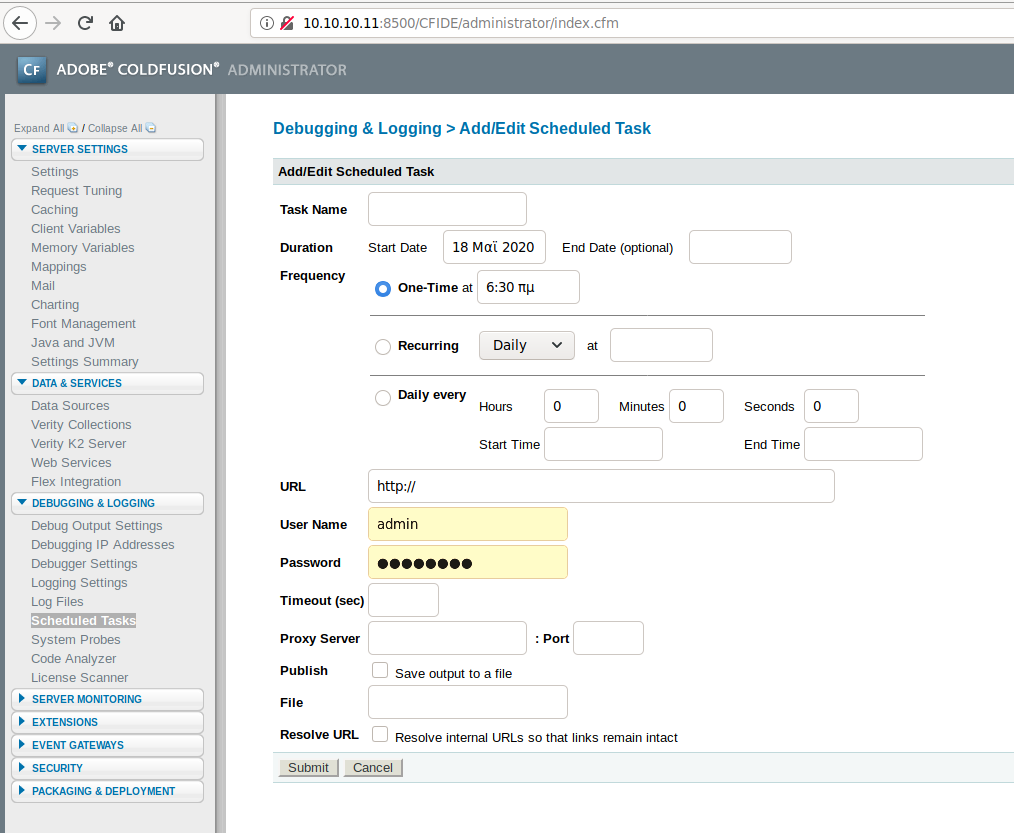 10.10.10.11:8500/CFIDE/administrator/index.cfm
CF ADOBE® COLDFUSION® ADMINISTRATOR
Expand All / Collapse All
SERVER SETTINGS
Settings
Request Tuning
Caching
Client Variables
Memory Variables
Mappings
Mail
Charting
Font Management
Java and JVM
Settings Summary
DATA & SERVICES
Data Sources
Verity Collections
Verity K2 Server
Web Services
Flex Integration
DEBUGGING & LOGGING
Debug Output Settings
Debugging IP Addresses
Debugger Settings
Logging Settings
Log Files
Scheduled Tasks
System Probes
Code Analyzer
License Scanner
SERVER MONITORING
EXTENSIONS
EVENT GATEWAYS
SECURITY
PACKAGING & DEPLOYMENT
Debugging & Logging > Add/Edit Scheduled Task
Add/Edit Scheduled Task
Task Name
Duration Start Date 18 Μαϊ 2020 End Date (optional)
Frequency
One-Time at 6:30 πμ
Recurring Daily at
Daily every
Hours 0 Minutes 0 Seconds 0
Start Time End Time
URL http://
User Name admin
Password ●●●●●●●●
Timeout (sec)
Proxy Server : Port
Publish Save output to a file
File
Resolve URL Resolve internal URLs so that links remain intact
Submit Cancel